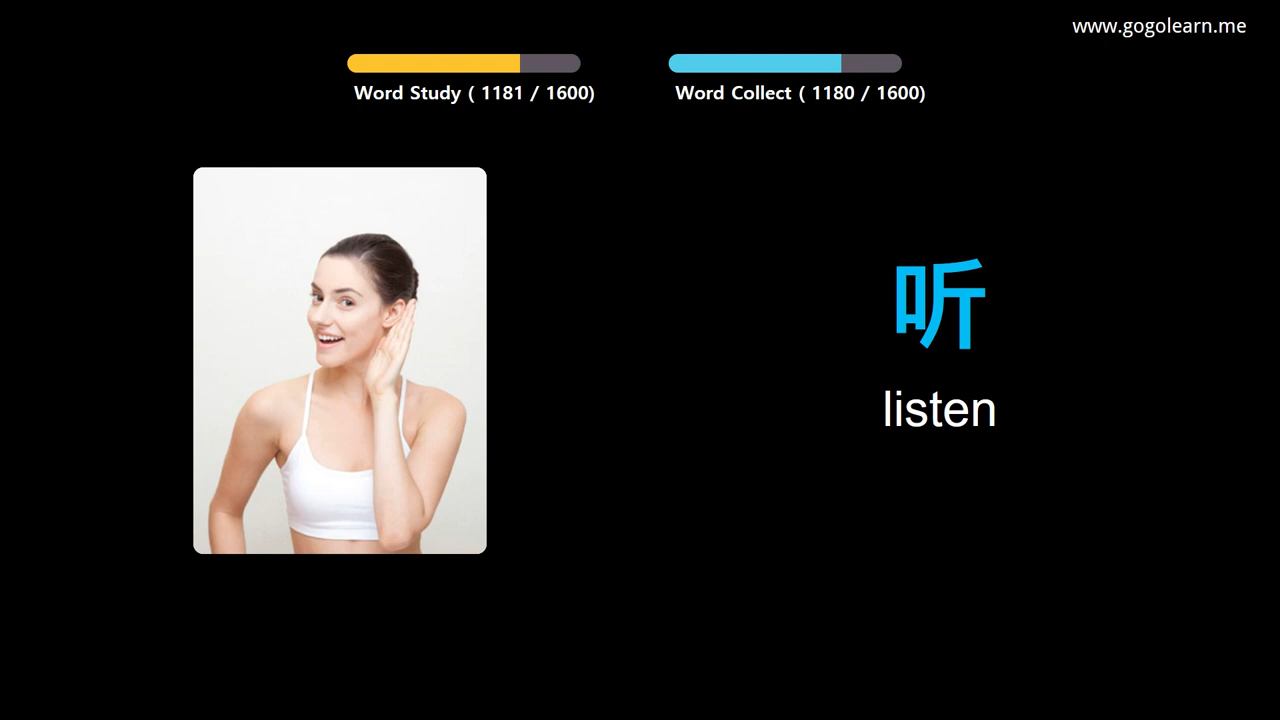 www.gogolearn.me
Word Study ( 1181 / 1600)
Word Collect ( 1180 / 1600)
听
listen